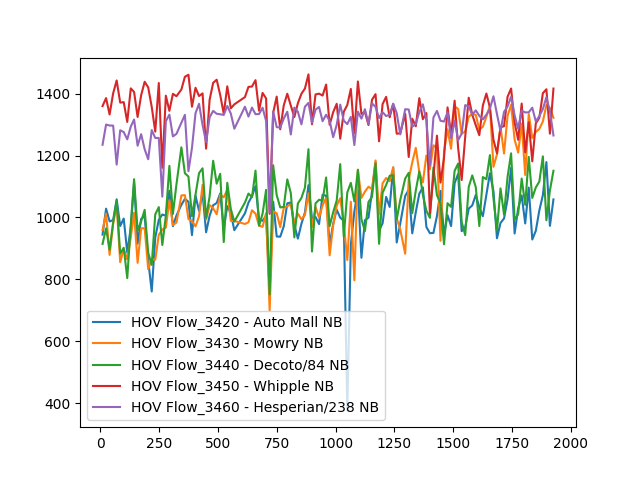 1400
1200
1000
800
600
400
HOV Flow_3420 - Auto Mall NB
HOV Flow_3430 - Mowry NB
HOV Flow_3440 - Decoto/84 NB
HOV Flow_3450 - Whipple NB
HOV Flow_3460 - Hesperian/238 NB
0 250 500 750 1000 1250 1500 1750 2000